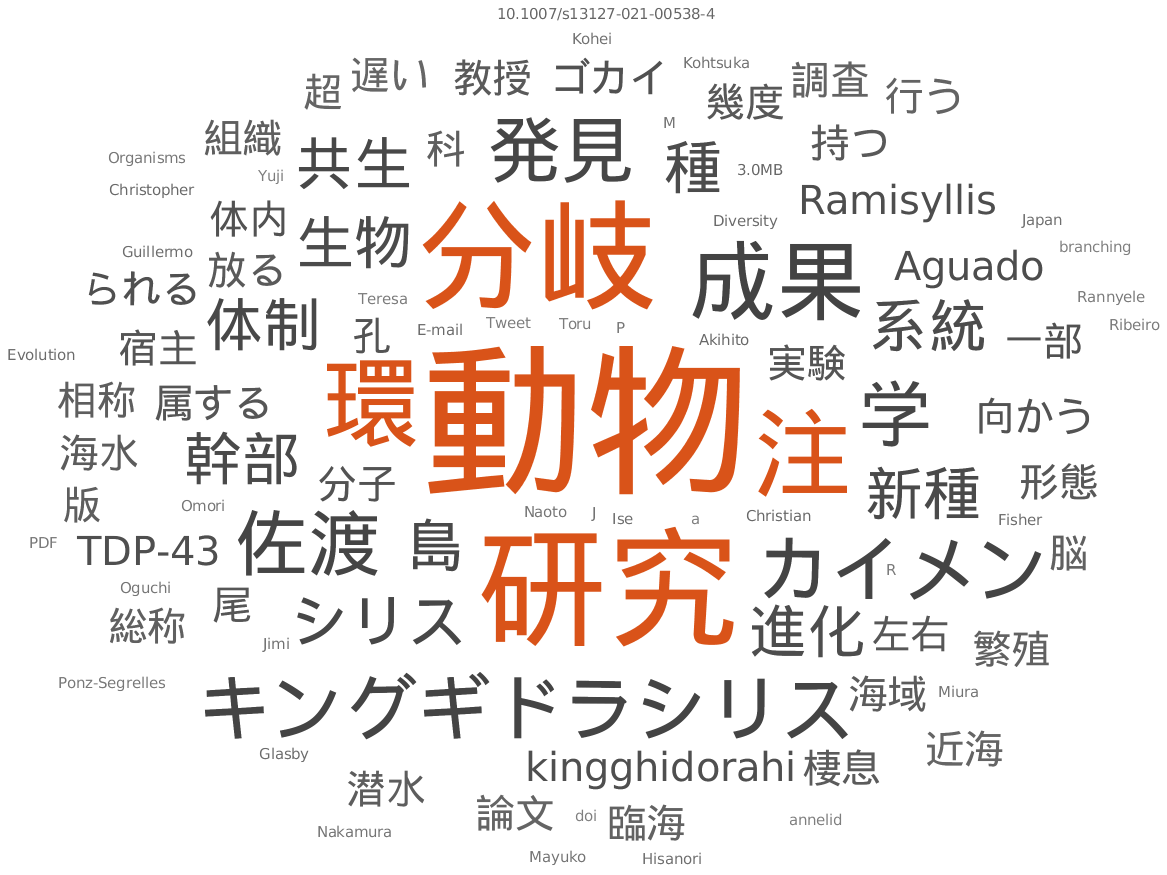 10.1007/s13127-021-00538-4
Kohei
超 遅い 教授 ゴカイ Kohtsuka 幾度 調査 行う
組織 共生 科 発見 M 種 3.0MB 持つ
Organisms Yuji
Christopher Ramisyllis
体内 生物 分岐 Diversity 成果 Japan
Guillermo 放る Aguado branching
られる Teresa Rannyele
体制 孔 E-mail Tweet Toru P Akihito 系統 一部 Ribeiro
Evolution 宿主 実験
相称 属する 環 動物 注 学 向かう
海水 幹部 分子 新種 形態
版 Omori Naoto J Ise a Christian Fisher
PDF TDP-43 佐渡 島 研究 カイメン R 脳
Oguchi
総称 尾 シリス 進化 左右 繁殖
Jimi
Ponz-Segrelles キングギドラシリス 海域 Miura
Glasby kingghidorahi 棲息 近海
潜水 論文 doi 臨海 annelid
Nakamura
Mayuko Hisanori